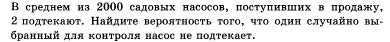 В среднем из 2000 садовых насосов, поступивших в продажу,
2 подтекают. Найдите вероятность того, что один случайно вы-
бранный для контроля насос не подтекает.